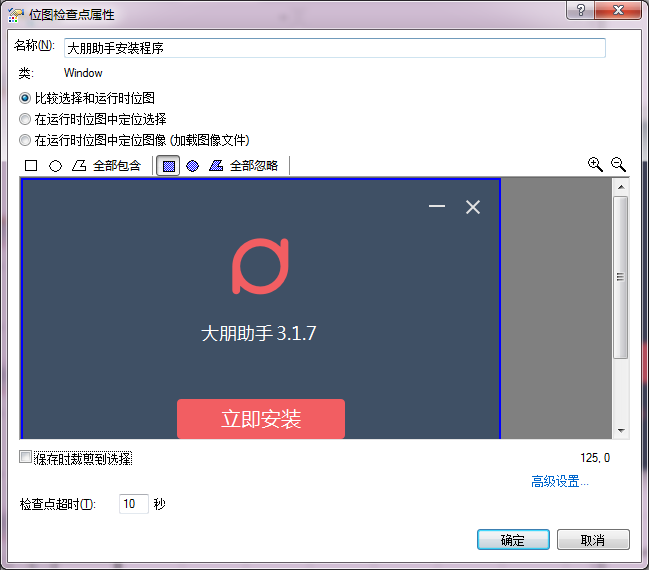 位图检查点属性
名称(N): 大朋助手安装程序
类: Window
比较选择和运行时位图
在运行时位图中定位选择
在运行时位图中定位图像 (加载图像文件)
全部包含 全部忽略
大朋助手 3.1.7
立即安装
保存时裁剪到选择 125, 0
高级设置...
检查点超时(T): 10 秒
确定 取消